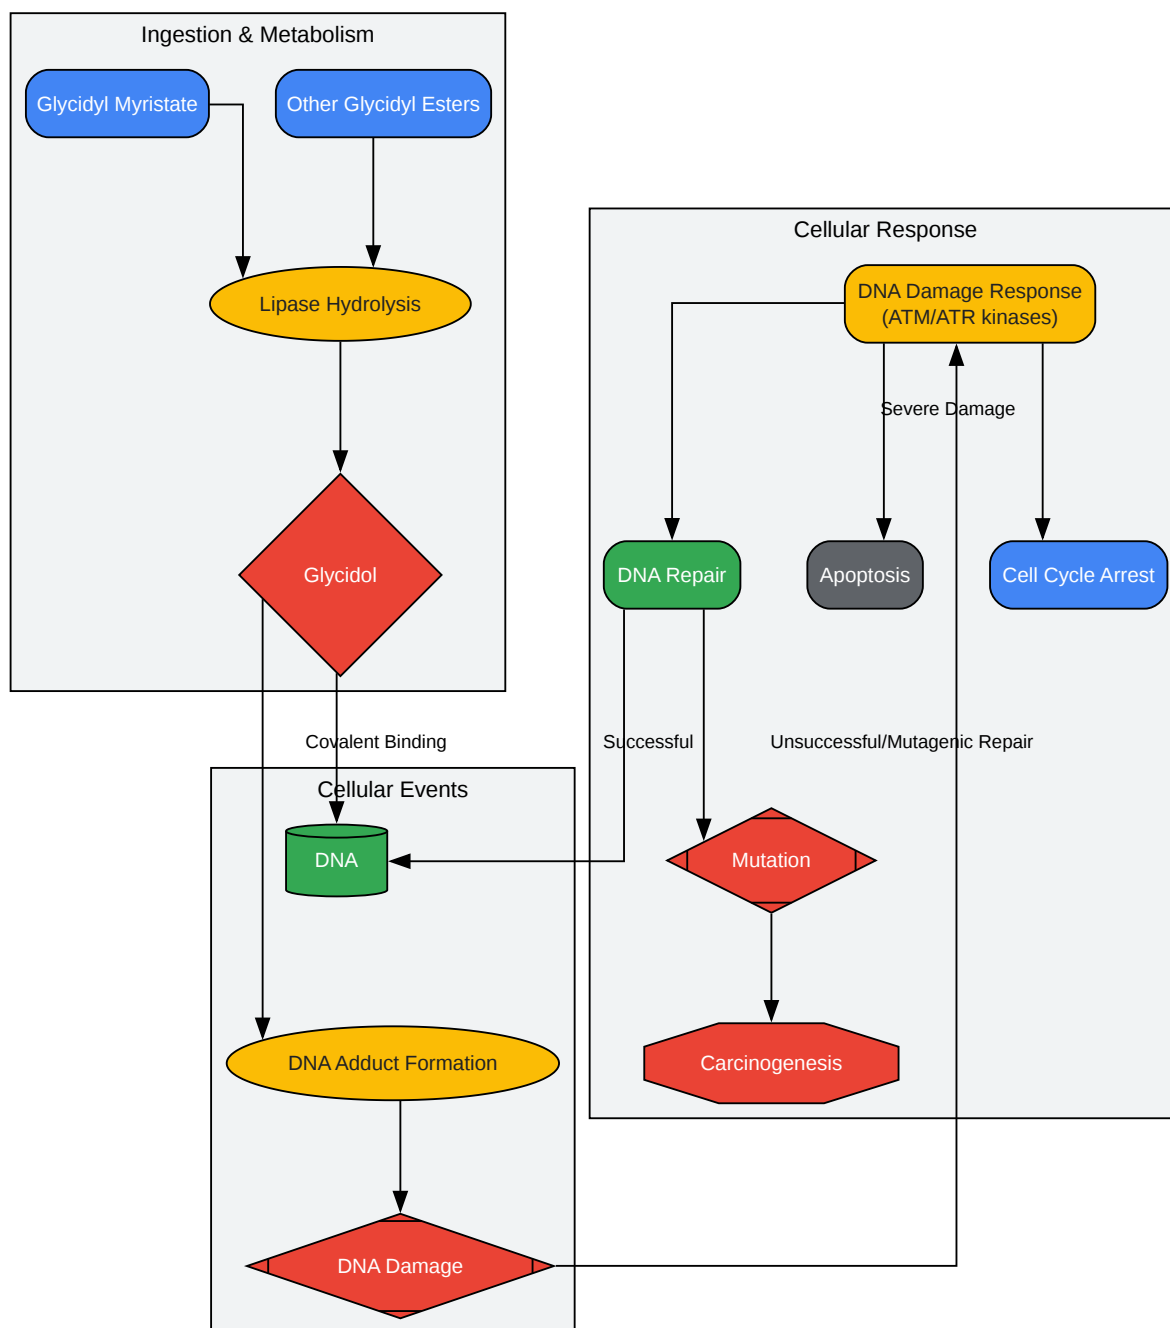 Ingestion & Metabolism
Glycidyl Myristate
Other Glycidyl Esters
Lipase Hydrolysis
Glycidol
Cellular Response
DNA Damage Response
(ATM/ATR kinases)
Severe Damage
DNA Repair
Apoptosis
Cell Cycle Arrest
Covalent Binding
Successful
Unsuccessful/Mutagenic Repair
Cellular Events
DNA
Mutation
DNA Adduct Formation
Carcinogenesis
DNA Damage